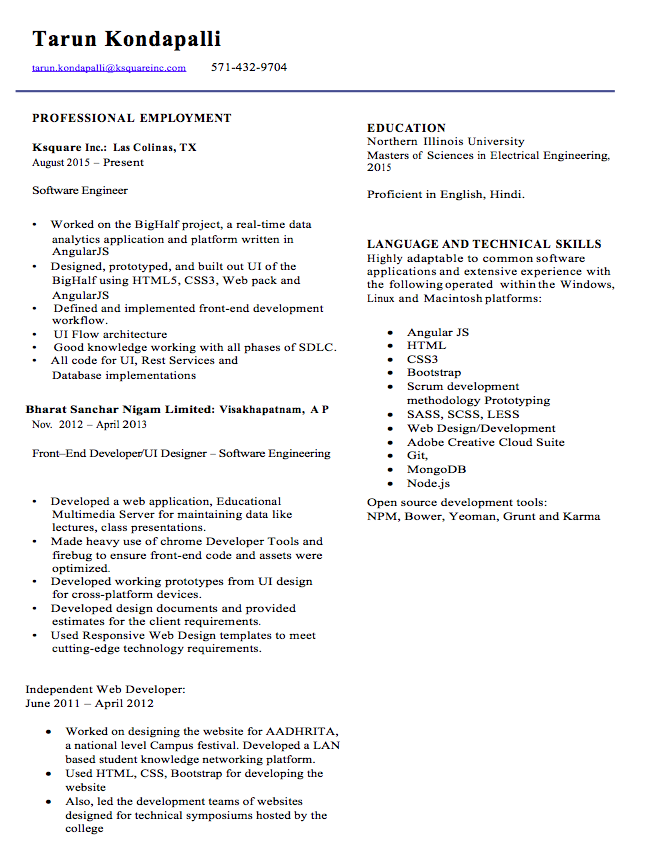 Tarun Kondapalli
tarun.kondapalli@ksquareinc.com 571-432-9704
PROFESSIONAL EMPLOYMENT
Ksquare Inc.: Las Colinas, TX
August 2015 – Present
Software Engineer
• Worked on the BigHalf project, a real-time data
analytics application and platform written in
AngularJS
• Designed, prototyped, and built out UI of the
BigHalf using HTML5, CSS3, Web pack and
AngularJS
• Defined and implemented front-end development
workflow.
• UI Flow architecture
• Good knowledge working with all phases of SDLC.
• All code for UI, Rest Services and
Database implementations
Bharat Sanchar Nigam Limited: Visakhapatnam, A P
Nov. 2012 – April 2013
Front–End Developer/UI Designer – Software Engineering
• Developed a web application, Educational
Multimedia Server for maintaining data like
lectures, class presentations.
• Made heavy use of chrome Developer Tools and
firebug to ensure front-end code and assets were
optimized.
• Developed working prototypes from UI design
for cross-platform devices.
• Developed design documents and provided
estimates for the client requirements.
• Used Responsive Web Design templates to meet
cutting-edge technology requirements.
Independent Web Developer:
June 2011 – April 2012
• Worked on designing the website for AADHRITA,
a national level Campus festival. Developed a LAN
based student knowledge networking platform.
• Used HTML, CSS, Bootstrap for developing the
website
• Also, led the development teams of websites
designed for technical symposiums hosted by the
college
EDUCATION
Northern Illinois University
Masters of Sciences in Electrical Engineering,
2015
Proficient in English, Hindi.
LANGUAGE AND TECHNICAL SKILLS
Highly adaptable to common software
applications and extensive experience with
the following operated within the Windows,
Linux and Macintosh platforms:
• Angular JS
• HTML
• CSS3
• Bootstrap
• Scrum development
methodology Prototyping
• SASS, SCSS, LESS
• Web Design/Development
• Adobe Creative Cloud Suite
• Git,
• MongoDB
• Node.js
Open source development tools:
NPM, Bower, Yeoman, Grunt and Karma